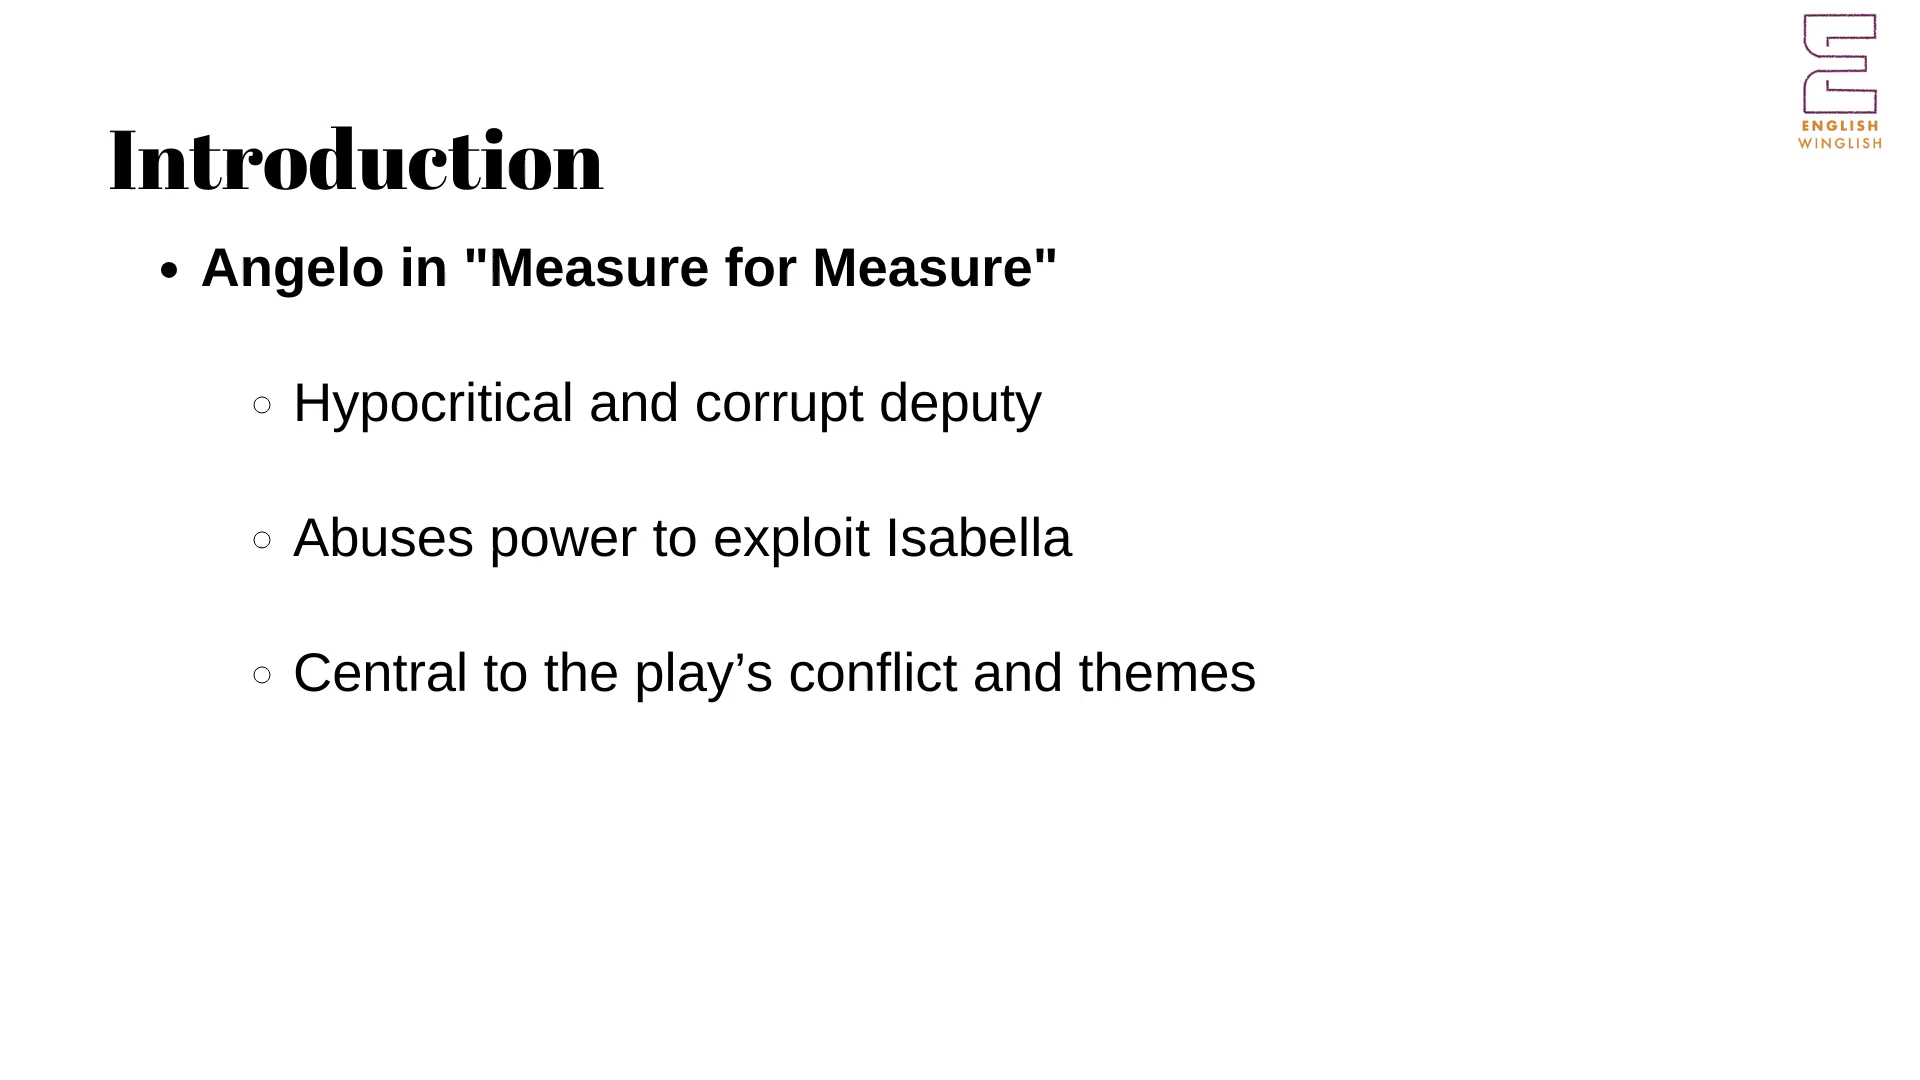 ENGLISH
WINGLISH
Introduction
• Angelo in "Measure for Measure"
○ Hypocritical and corrupt deputy
○ Abuses power to exploit Isabella
○ Central to the play’s conflict and themes